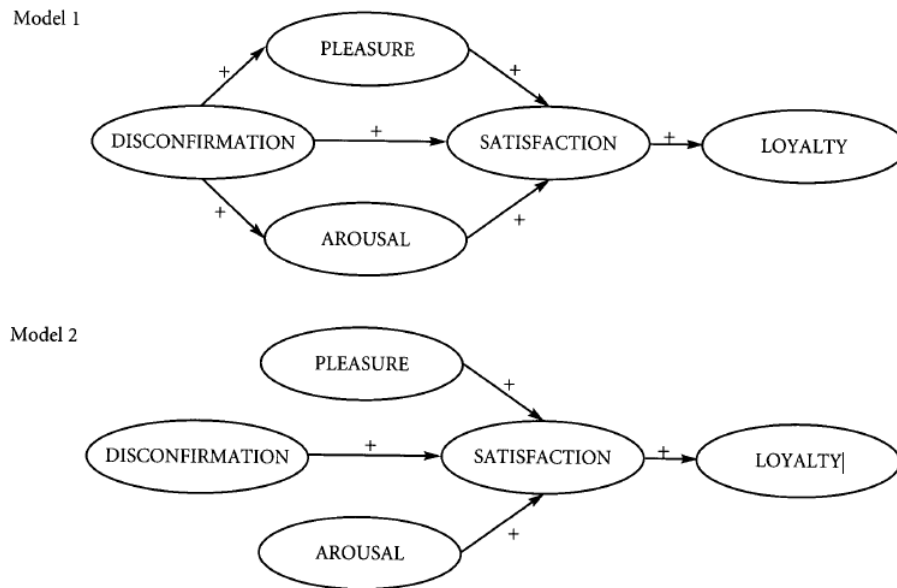 Model 1
PLEASURE
+ +
DISCONFIRMATION + SATISFACTION + LOYALTY
+ +
AROUSAL
Model 2
PLEASURE
+
DISCONFIRMATION + SATISFACTION + LOYALTY
+
AROUSAL